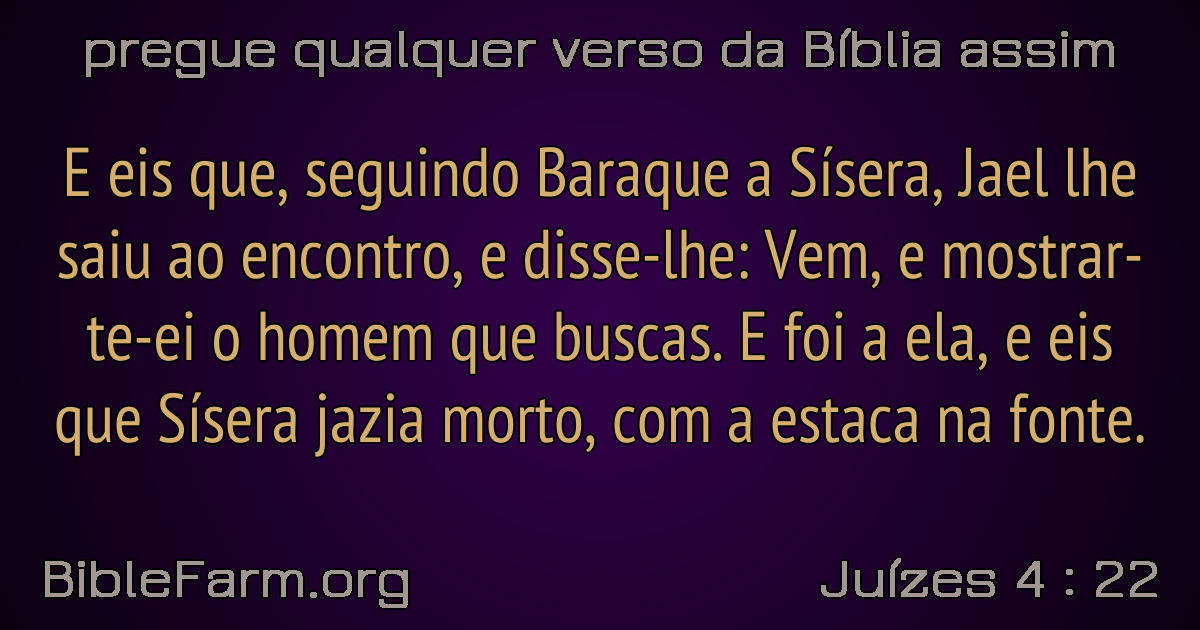 pregue qualquer verso da Bíblia assim
E eis que, seguindo Baraque a Sísera, Jael lhe
saiu ao encontro, e disse-lhe: Vem, e mostrar-
te-ei o homem que buscas. E foi a ela, e eis
que Sísera jazia morto, com a estaca na fonte.
BibleFarm.org
Juízes 4 : 22